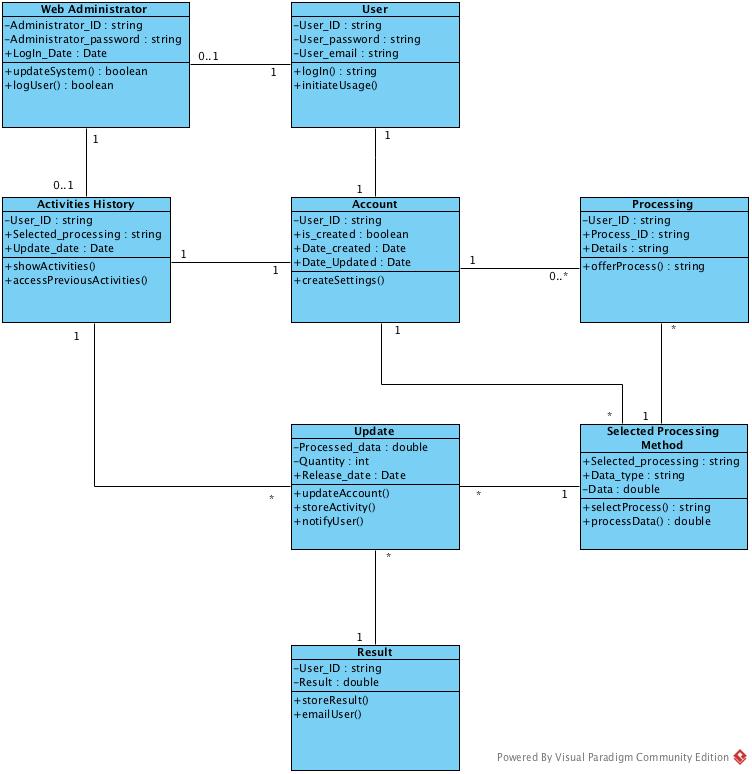 Web Administrator
-Administrator_ID : string
-Administrator_password : string
+LogIn_Date : Date
+updateSystem() : boolean
+logUser() : boolean
0..1
1
User
-User_ID : string
-User_password : string
-User_email : string
+logIn() : string
+initiateUsage()
1
0..1
1
1
Activities History
-User_ID : string
+Selected_processing : string
+Update_date : Date
+showActivities()
+accessPreviousActivities()
1
1
Account
-User_ID : string
+is_created : boolean
+Date_created : Date
+Date_Updated : Date
+createSettings()
1
0..*
Processing
-User_ID : string
+Process_ID : string
+Details : string
+offerProcess() : string
1
1
*
*
1
Update
-Processed_data : double
-Quantity : int
+Release_date : Date
+updateAccount()
+storeActivity()
+notifyUser()
*
*
1
Selected Processing
Method
+Selected_processing : string
+Data_type : string
-Data : double
+selectProcess() : string
+processData() : double
*
1
Result
-User_ID : string
-Result : double
+storeResult()
+emailUser()
Powered By Visual Paradigm Community Edition